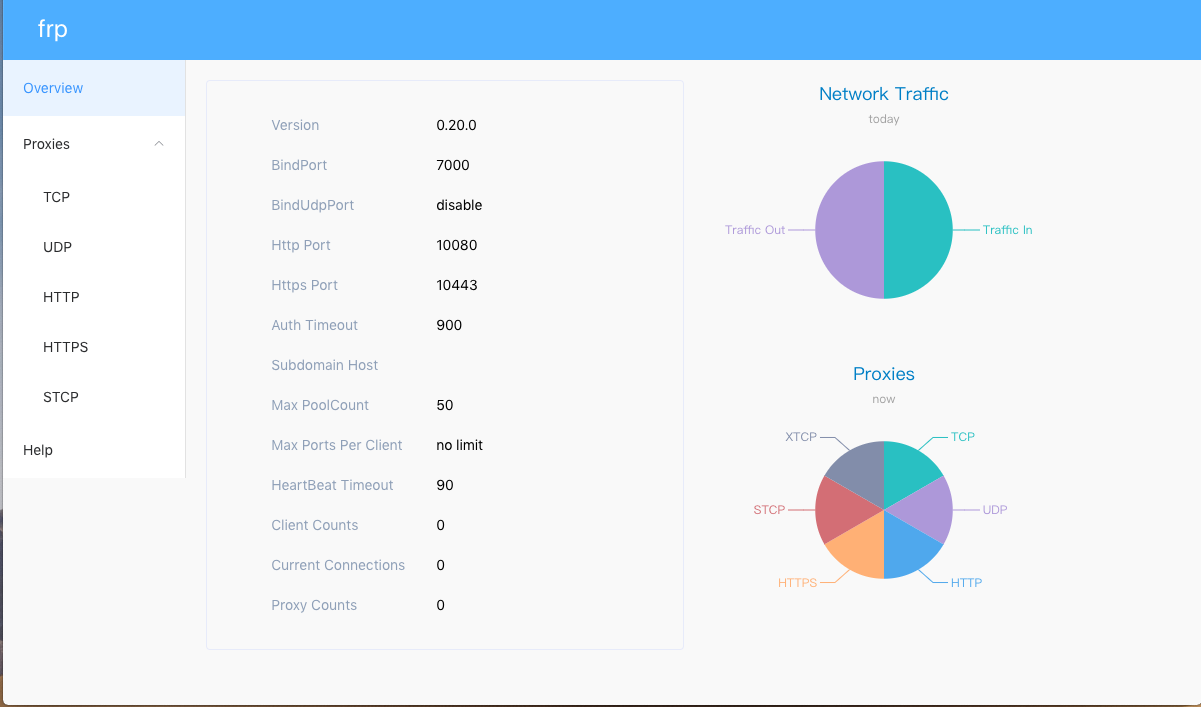 frp
Overview
Proxies
TCP
UDP
HTTP
HTTPS
STCP
Help
Version 0.20.0
BindPort 7000
BindUdpPort disable
Http Port 10080
Https Port 10443
Auth Timeout 900
Subdomain Host
Max PoolCount 50
Max Ports Per Client no limit
HeartBeat Timeout 90
Client Counts 0
Current Connections 0
Proxy Counts 0
Network Traffic
today
Traffic Out Traffic In
Proxies
now
XTCP TCP
STCP UDP
HTTPS HTTP